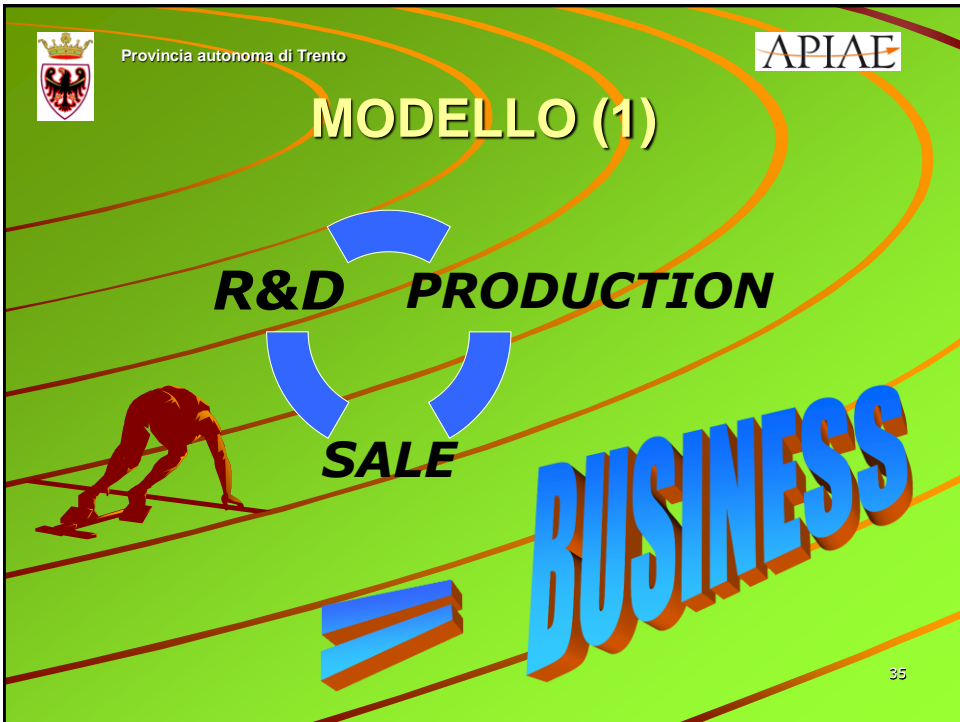 Provincia autonoma di Trento
APIAE
MODELLO (1)
R&D PRODUCTION
SALE
= BUSINESS
35